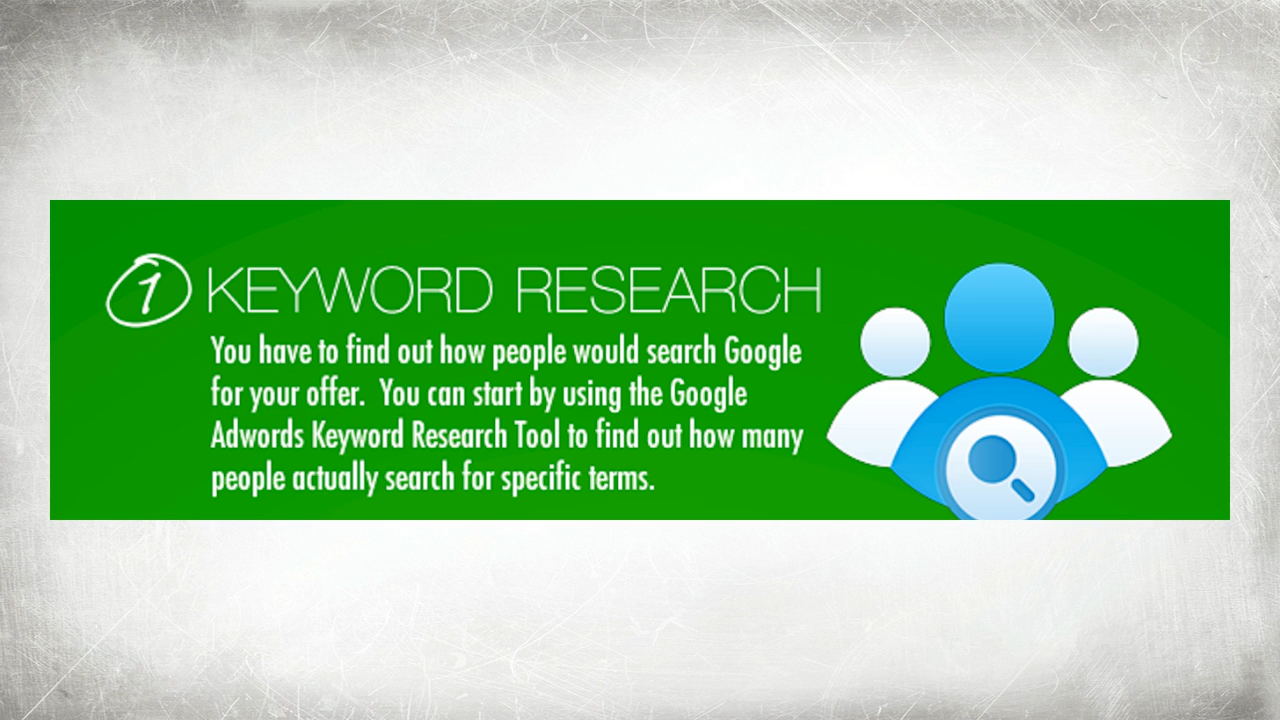 1 KEYWORD RESEARCH
You have to find out how people would search Google
for your offer.  You can start by using the Google
Adwords Keyword Research Tool to find out how many
people actually search for specific terms.